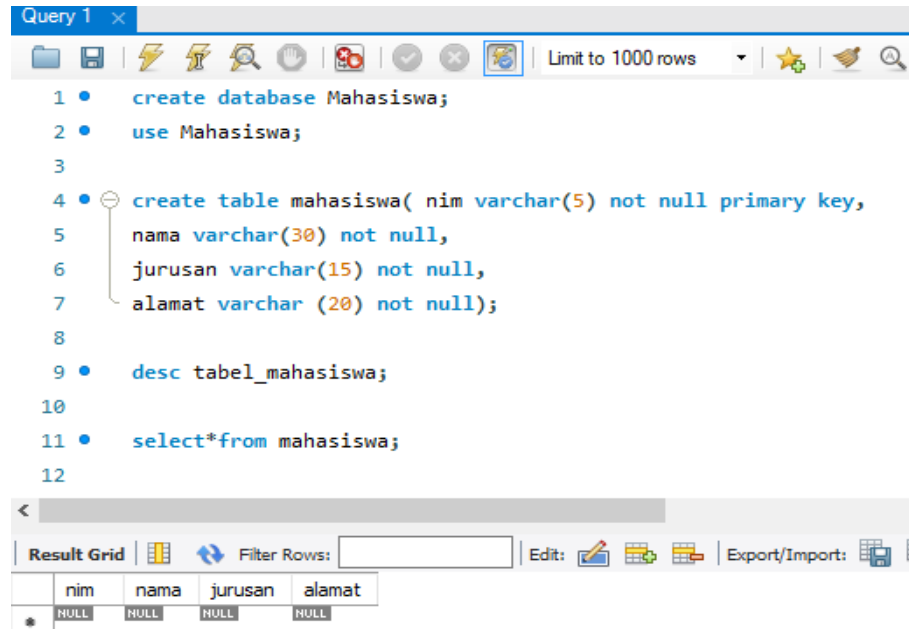 Query 1 ×
Limit to 1000 rows
1 create database Mahasiswa;
2 use Mahasiswa;
3
4 create table mahasiswa( nim varchar(5) not null primary key,
5 nama varchar(30) not null,
6 jurusan varchar(15) not null,
7 alamat varchar (20) not null);
8
9 desc tabel_mahasiswa;
10
11 select*from mahasiswa;
12
Result Grid Filter Rows: Edit: Export/Import:
nim nama jurusan alamat
* NULL NULL NULL NULL